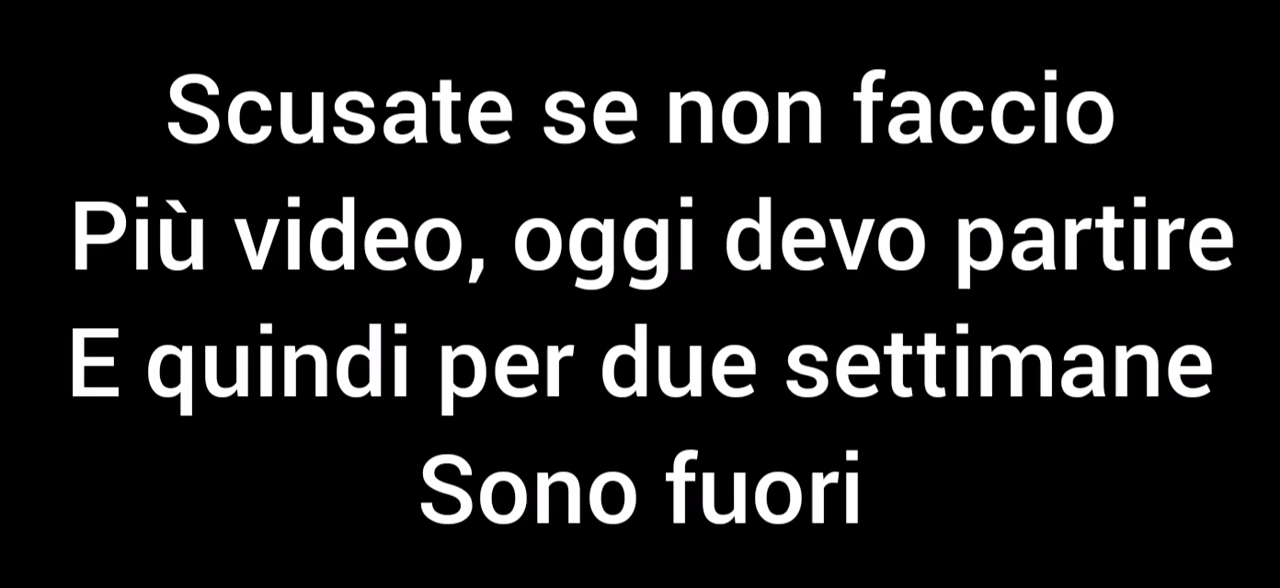 Scusate se non faccio
Più video, oggi devo partire
E quindi per due settimane
Sono fuori